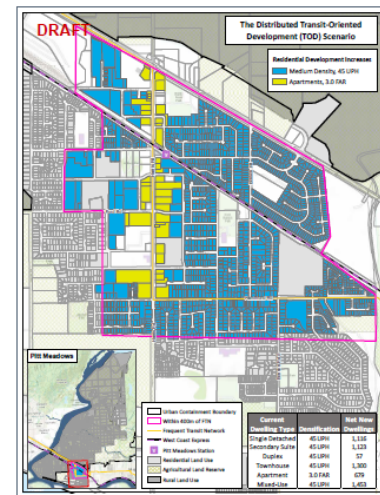 DRAFT
The Distributed Transit-Oriented
Development (TOD) Scenario
Residential Development Increases
Medium Density, 45 UPH
Apartments, 3.0 FAR
Pitt Meadows
Urban Containment Boundary
Within 400m of FTN
Frequent Transit Network
West Coast Express
Pitt Meadows Station
Residential Land Use
Agricultural Land Reserve
Rural Land Use
Current Dwelling Type Densification Net New Dwellings
Single Detached 45 UPH 1,116
Secondary Suite 45 UPH 1,123
Duplex 45 UPH 57
Townhouse 45 UPH 1,300
Apartment 3.0 FAR 679
Mixed-Use 45 UPH 1,453